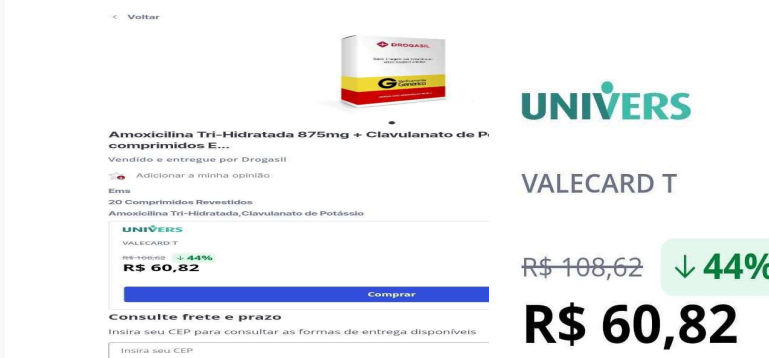 < Voltar
DROGASIL
G Medicamento
Genérico
Amoxicilina Tri-Hidratada 875mg + Clavulanato de P
comprimidos E...
Vendido e entregue por Drogasil
Adicionar a minha opinião
Ems
20 Comprimidos Revestidos
Amoxicilina Tri-Hidratada,Clavulanato de Potássio
UNIVERS
VALECARD T
R$ 108,62 ↓ 44%
R$ 60,82
Comprar
Consulte frete e prazo
Insira seu CEP para consultar as formas de entrega disponíveis
Insira seu CEP
UNIVERS
VALECARD T
R$ 108,62 ↓ 44%
R$ 60,82